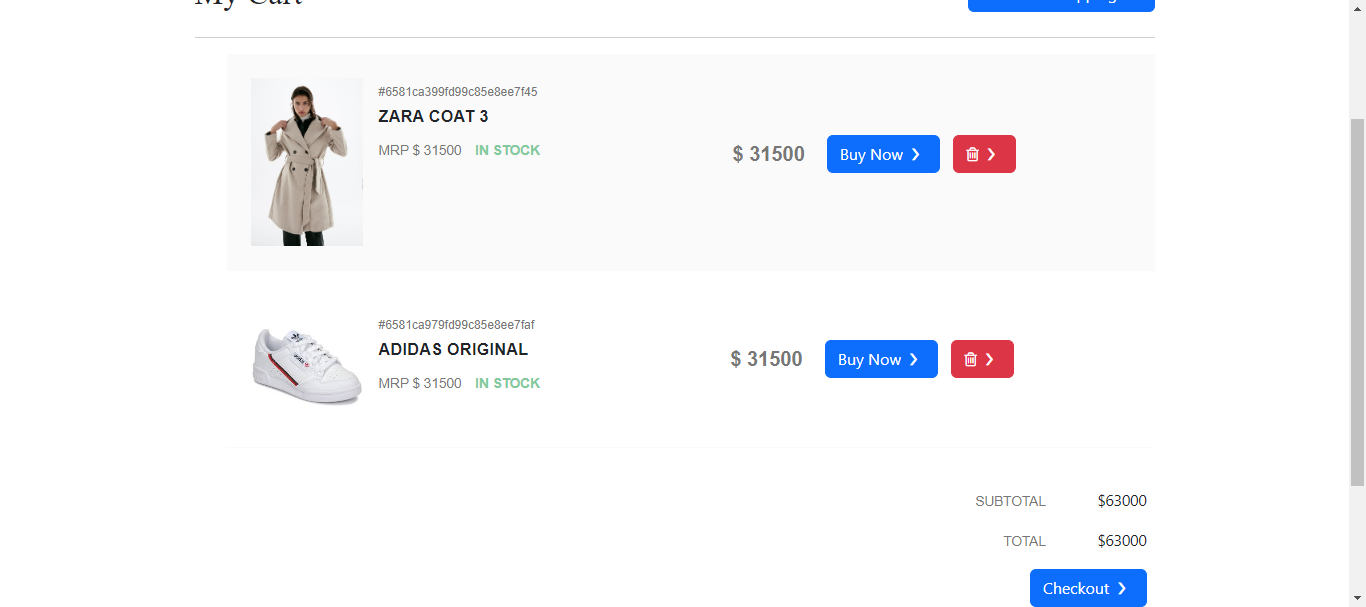 My Cart
#6581ca399fd99c85e8ee7f45
ZARA COAT 3
MRP $ 31500 IN STOCK
$ 31500
Buy Now
#6581ca979fd99c85e8ee7faf
ADIDAS ORIGINAL
MRP $ 31500 IN STOCK
$ 31500
Buy Now
SUBTOTAL $63000
TOTAL $63000
Checkout